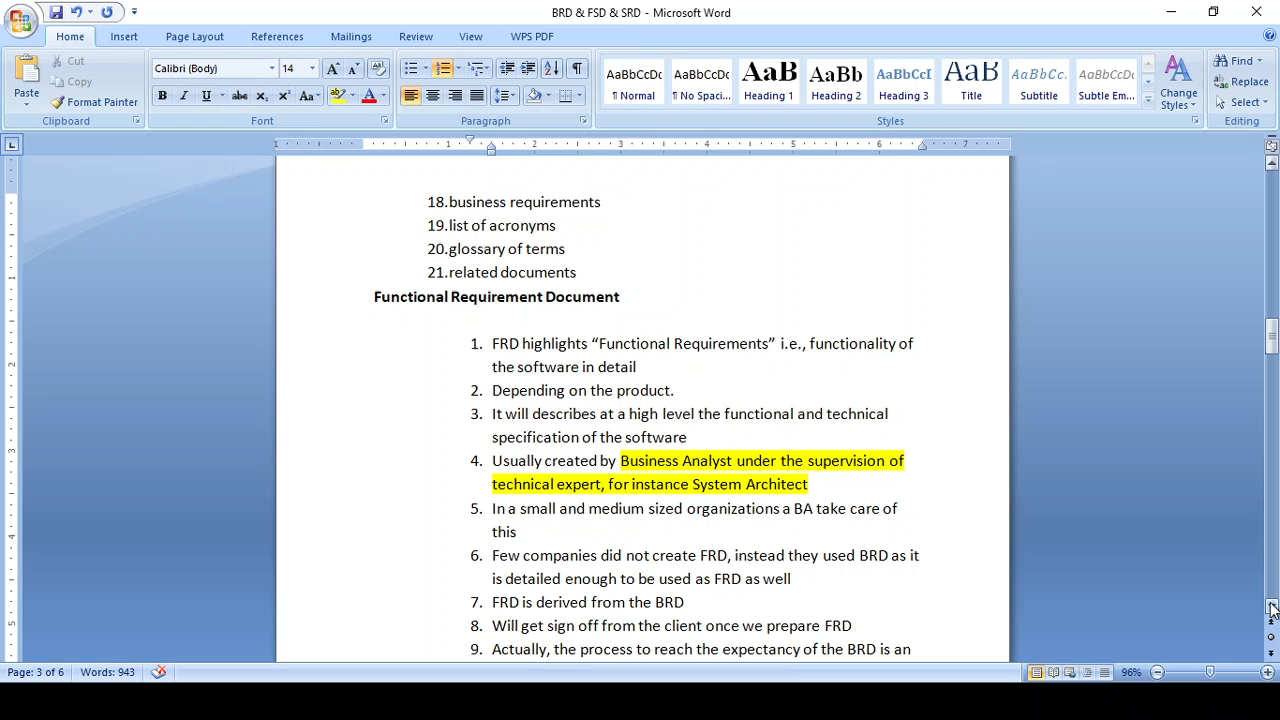 BRD & FSD & SRD - Microsoft Word
Home Insert Page Layout References Mailings Review View WPS PDF
Paste
Cut
Copy
Format Painter
Clipboard
Calibri (Body) 14
Font
Paragraph
AaBbCcDc AaBbCcDc AaB AaBbCc AaBbCcI AaB AaBbCc. AaBbCcDc
¶ Normal ¶ No Spaci... Heading 1 Heading 2 Heading 3 Title Subtitle Subtle Em...
Styles
Change Styles
Find
Replace
Select
Editing
1 1 2 3 4 5 6 7
18.business requirements
19.list of acronyms
20.glossary of terms
21.related documents
Functional Requirement Document
1. FRD highlights “Functional Requirements” i.e., functionality of
the software in detail
2. Depending on the product.
3. It will describes at a high level the functional and technical
specification of the software
4. Usually created by Business Analyst under the supervision of
technical expert, for instance System Architect
5. In a small and medium sized organizations a BA take care of
this
6. Few companies did not create FRD, instead they used BRD as it
is detailed enough to be used as FRD as well
7. FRD is derived from the BRD
8. Will get sign off from the client once we prepare FRD
9. Actually, the process to reach the expectancy of the BRD is an
Page: 3 of 6 Words: 943 96%